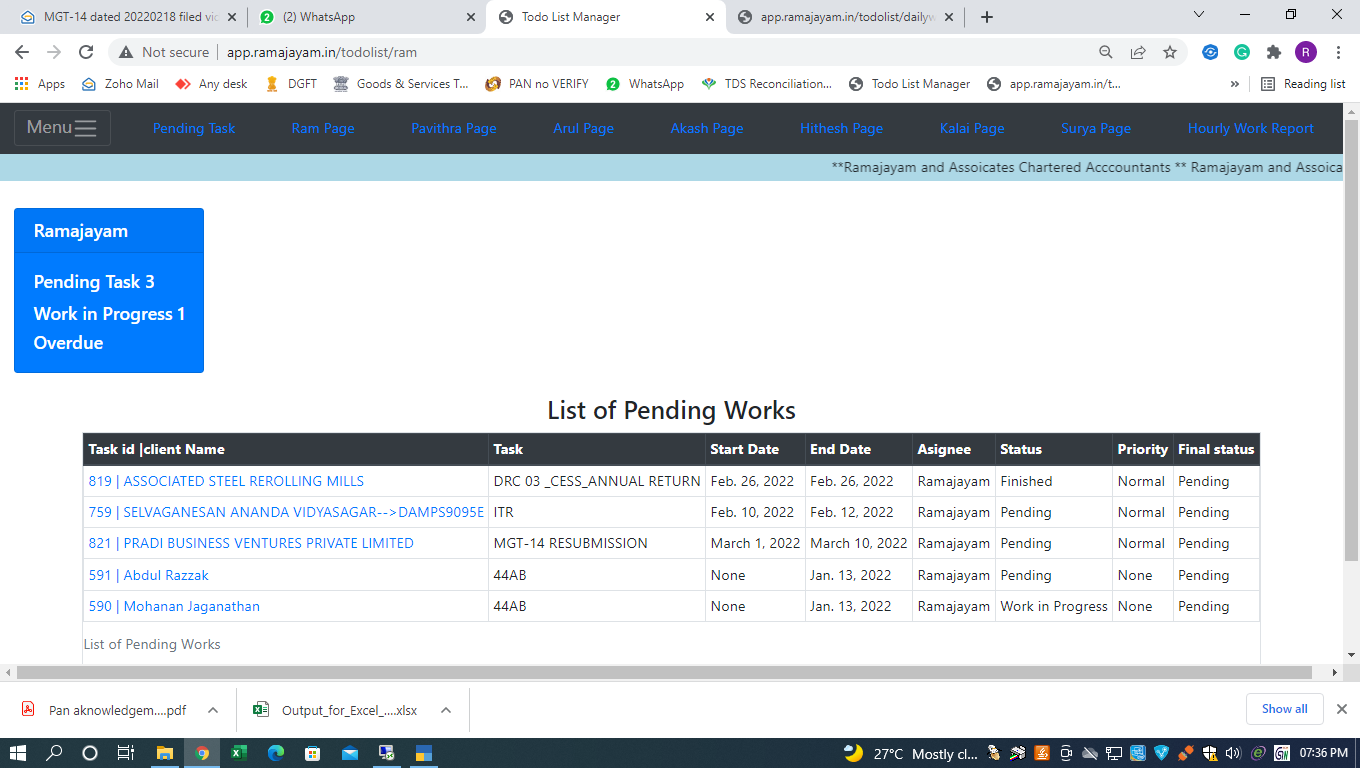 MGT-14 dated 20220218 filed vic
(2) WhatsApp
Todo List Manager
app.ramajayam.in/todolist/dailyw
Not secure
app.ramajayam.in/todolist/ram
R
Apps
Zoho Mail
Any desk
DGFT
Goods & Services T...
PAN no VERIFY
WhatsApp
TDS Reconciliation...
Todo List Manager
app.ramajayam.in/t...
Reading list
Menu
Pending Task
Ram Page
Pavithra Page
Arul Page
Akash Page
Hithesh Page
Kalai Page
Surya Page
Hourly Work Report
**Ramajayam and Assoicates Chartered Acccountants ** Ramajayam and Assoica
Ramajayam
Pending Task 3
Work in Progress 1
Overdue
List of Pending Works
Task id |client Name Task Start Date End Date Asignee Status Priority Final status
819 | ASSOCIATED STEEL REROLLING MILLS DRC 03 _CESS_ANNUAL RETURN Feb. 26, 2022 Feb. 26, 2022 Ramajayam Finished Normal Pending
759 | SELVAGANESAN ANANDA VIDYASAGAR-->DAMPS9095E ITR Feb. 10, 2022 Feb. 12, 2022 Ramajayam Pending Normal Pending
821 | PRADI BUSINESS VENTURES PRIVATE LIMITED MGT-14 RESUBMISSION March 1, 2022 March 10, 2022 Ramajayam Pending Normal Pending
591 | Abdul Razzak 44AB None Jan. 13, 2022 Ramajayam Pending None Pending
590 | Mohanan Jaganathan 44AB None Jan. 13, 2022 Ramajayam Work in Progress None Pending
List of Pending Works
Pan aknowledgem....pdf
Output_for_Excel_....xlsx
Show all
27°C Mostly cl...
07:36 PM